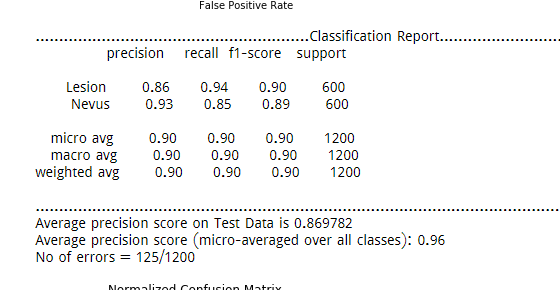 False Positive Rate
..............................................................Classification Report............................
precision recall f1-score support
Lesion 0.86 0.94 0.90 600
Nevus 0.93 0.85 0.89 600
micro avg 0.90 0.90 0.90 1200
macro avg 0.90 0.90 0.90 1200
weighted avg 0.90 0.90 0.90 1200
........................................................................................................................
Average precision score on Test Data is 0.869782
Average precision score (micro-averaged over all classes): 0.96
No of errors = 125/1200
Normalized Confusion Matrix